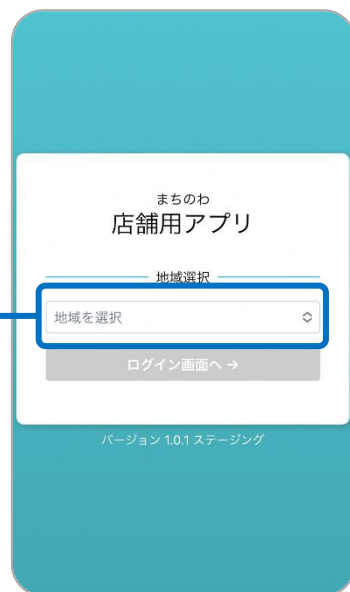 まちのわ
店舗用アプリ
地域選択
地域を選択
ログイン画面へ →
バージョン 1.0.1 ステージング